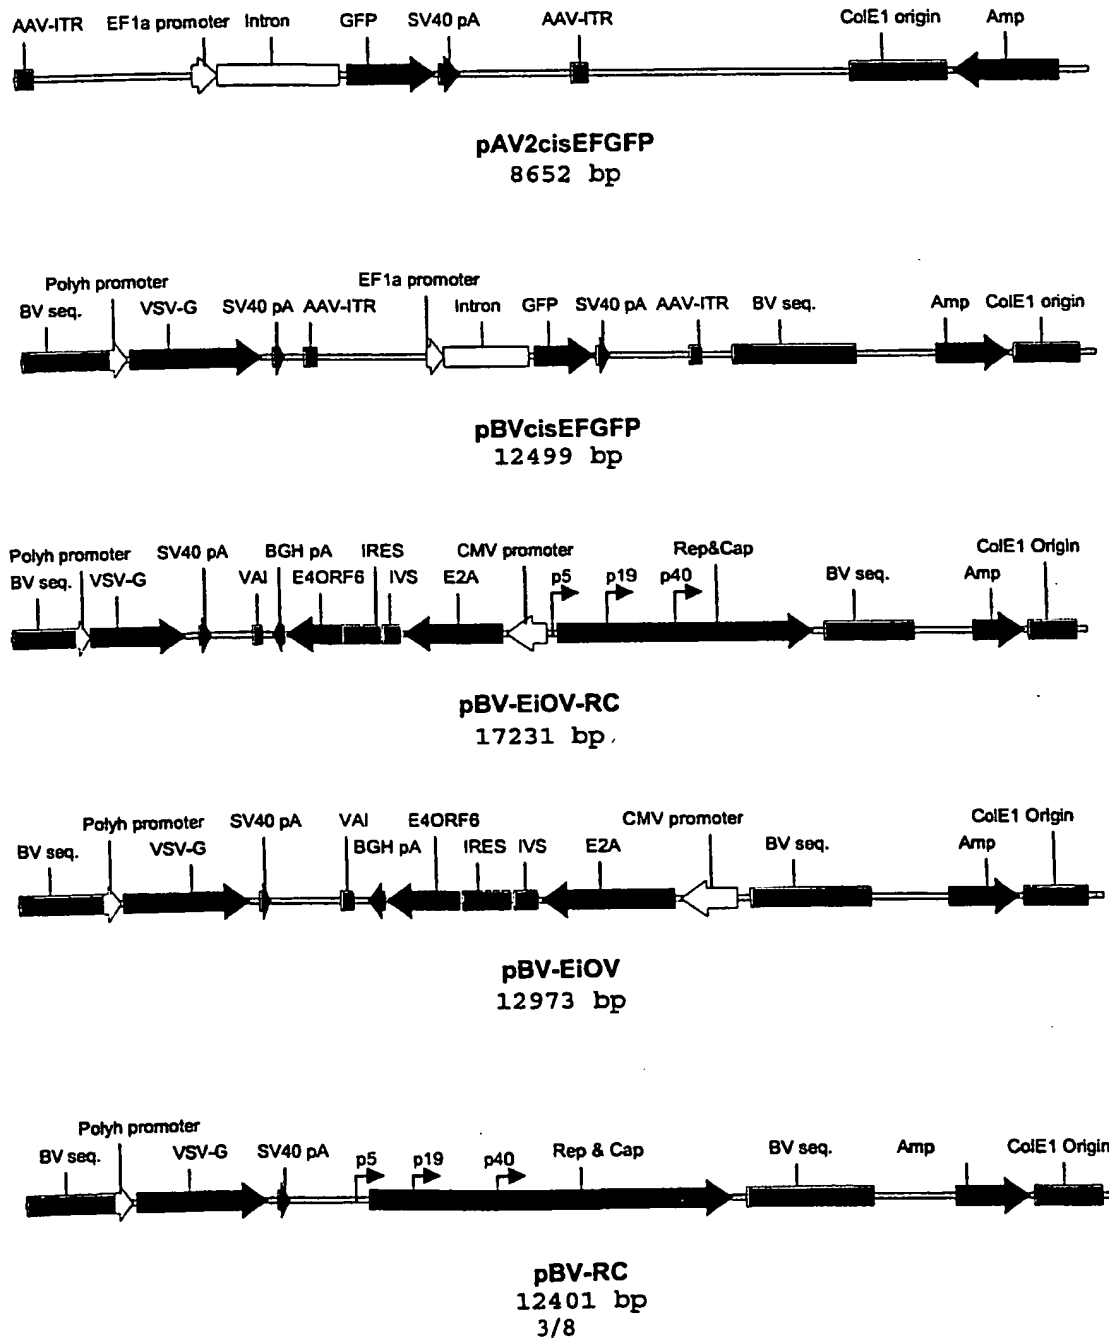 AAV-ITR EF1a promoter Intron GFP SV40 pA AAV-ITR ColE1 origin Amp
pAV2cisEFGFP
8652 bp
Polyh promoter EF1a promoter
BV seq. VSV-G SV40 pA AAV-ITR Intron GFP SV40 pA AAV-ITR BV seq. Amp ColE1 origin
pBVcisEFGFP
12499 bp
Polyh promoter SV40 pA BGH pA IRES CMV promoter Rep&Cap ColE1 Origin
BV seq. VSV-G VAI E4ORF6 IVS E2A p5 p19 p40 BV seq. Amp
pBV-EiOV-RC
17231 bp
Polyh promoter SV40 pA VAI E4ORF6 CMV promoter ColE1 Origin
BV seq. VSV-G BGH pA IRES IVS E2A BV seq. Amp
pBV-EiOV
12973 bp
Polyh promoter
BV seq. VSV-G SV40 pA p5 p19 p40 Rep & Cap BV seq. Amp ColE1 Origin
pBV-RC
12401 bp
3/8